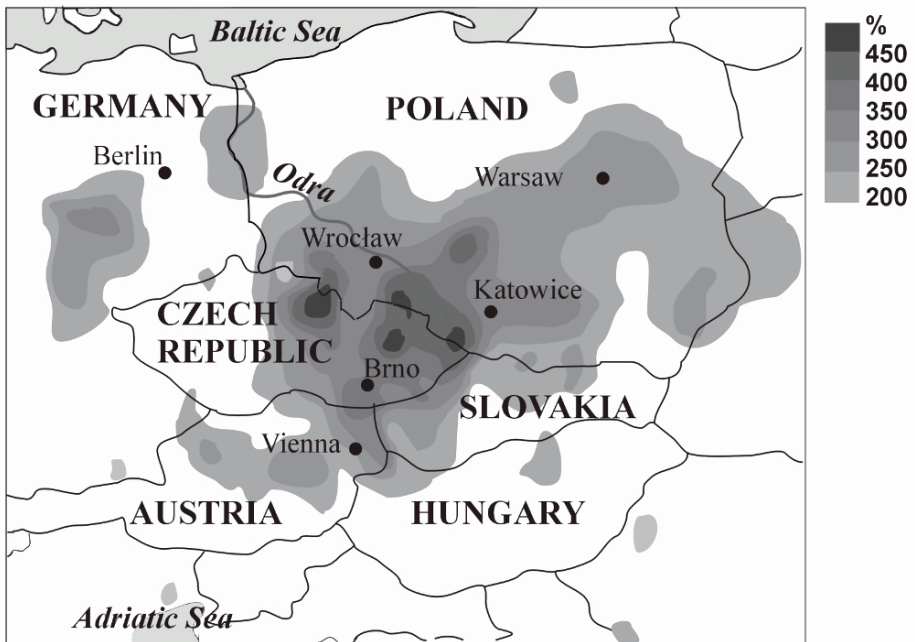 Baltic Sea
%
450
400
350
300
250
200
GERMANY
POLAND
Berlin
Odra
Warsaw
Wrocław
Katowice
CZECH
REPUBLIC
Brno
SLOVAKIA
Vienna
AUSTRIA
HUNGARY
Adriatic Sea